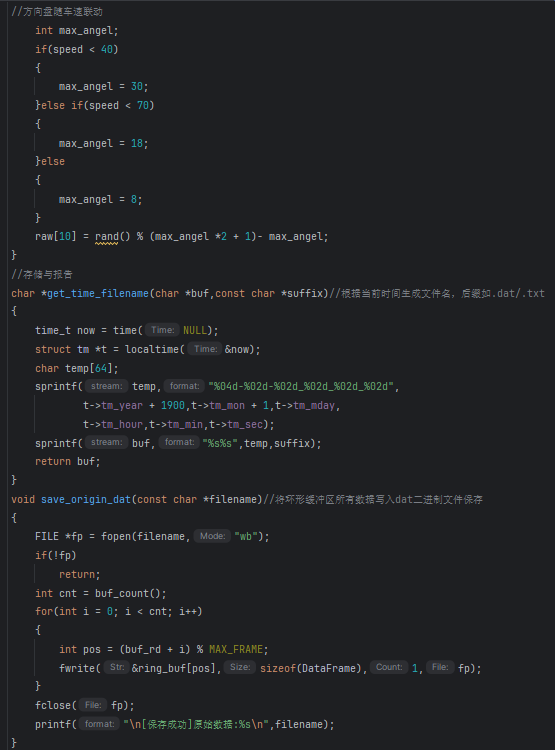 //方向盘随车速联动
int max_angel;
if(speed < 40)
{
max_angel = 30;
}else if(speed < 70)
{
max_angel = 18;
}else
{
max_angel = 8;
}
raw[10] = rand() % (max_angel *2 + 1)- max_angel;
}
//存储与报告
char *get_time_filename(char *buf,const char *suffix)//根据当前时间生成文件名，后缀如.dat/.txt
{
time_t now = time( Time: NULL);
struct tm *t = localtime( Time: &now);
char temp[64];
sprintf( stream: temp, format: "%04d-%02d-%02d_%02d_%02d_%02d",
t->tm_year + 1900,t->tm_mon + 1,t->tm_mday,
t->tm_hour,t->tm_min,t->tm_sec);
sprintf( stream: buf, format: "%s%s",temp,suffix);
return buf;
}
void save_origin_dat(const char *filename)//将环形缓冲区所有数据写入dat二进制文件保存
{
FILE *fp = fopen(filename, Mode: "wb");
if(!fp)
return;
int cnt = buf_count();
for(int i = 0; i < cnt; i++)
{
int pos = (buf_rd + i) % MAX_FRAME;
fwrite( Str: &ring_buf[pos], Size: sizeof(DataFrame), Count: 1, File: fp);
}
fclose( File: fp);
printf( format: "\n[保存成功]原始数据:%s\n",filename);
}